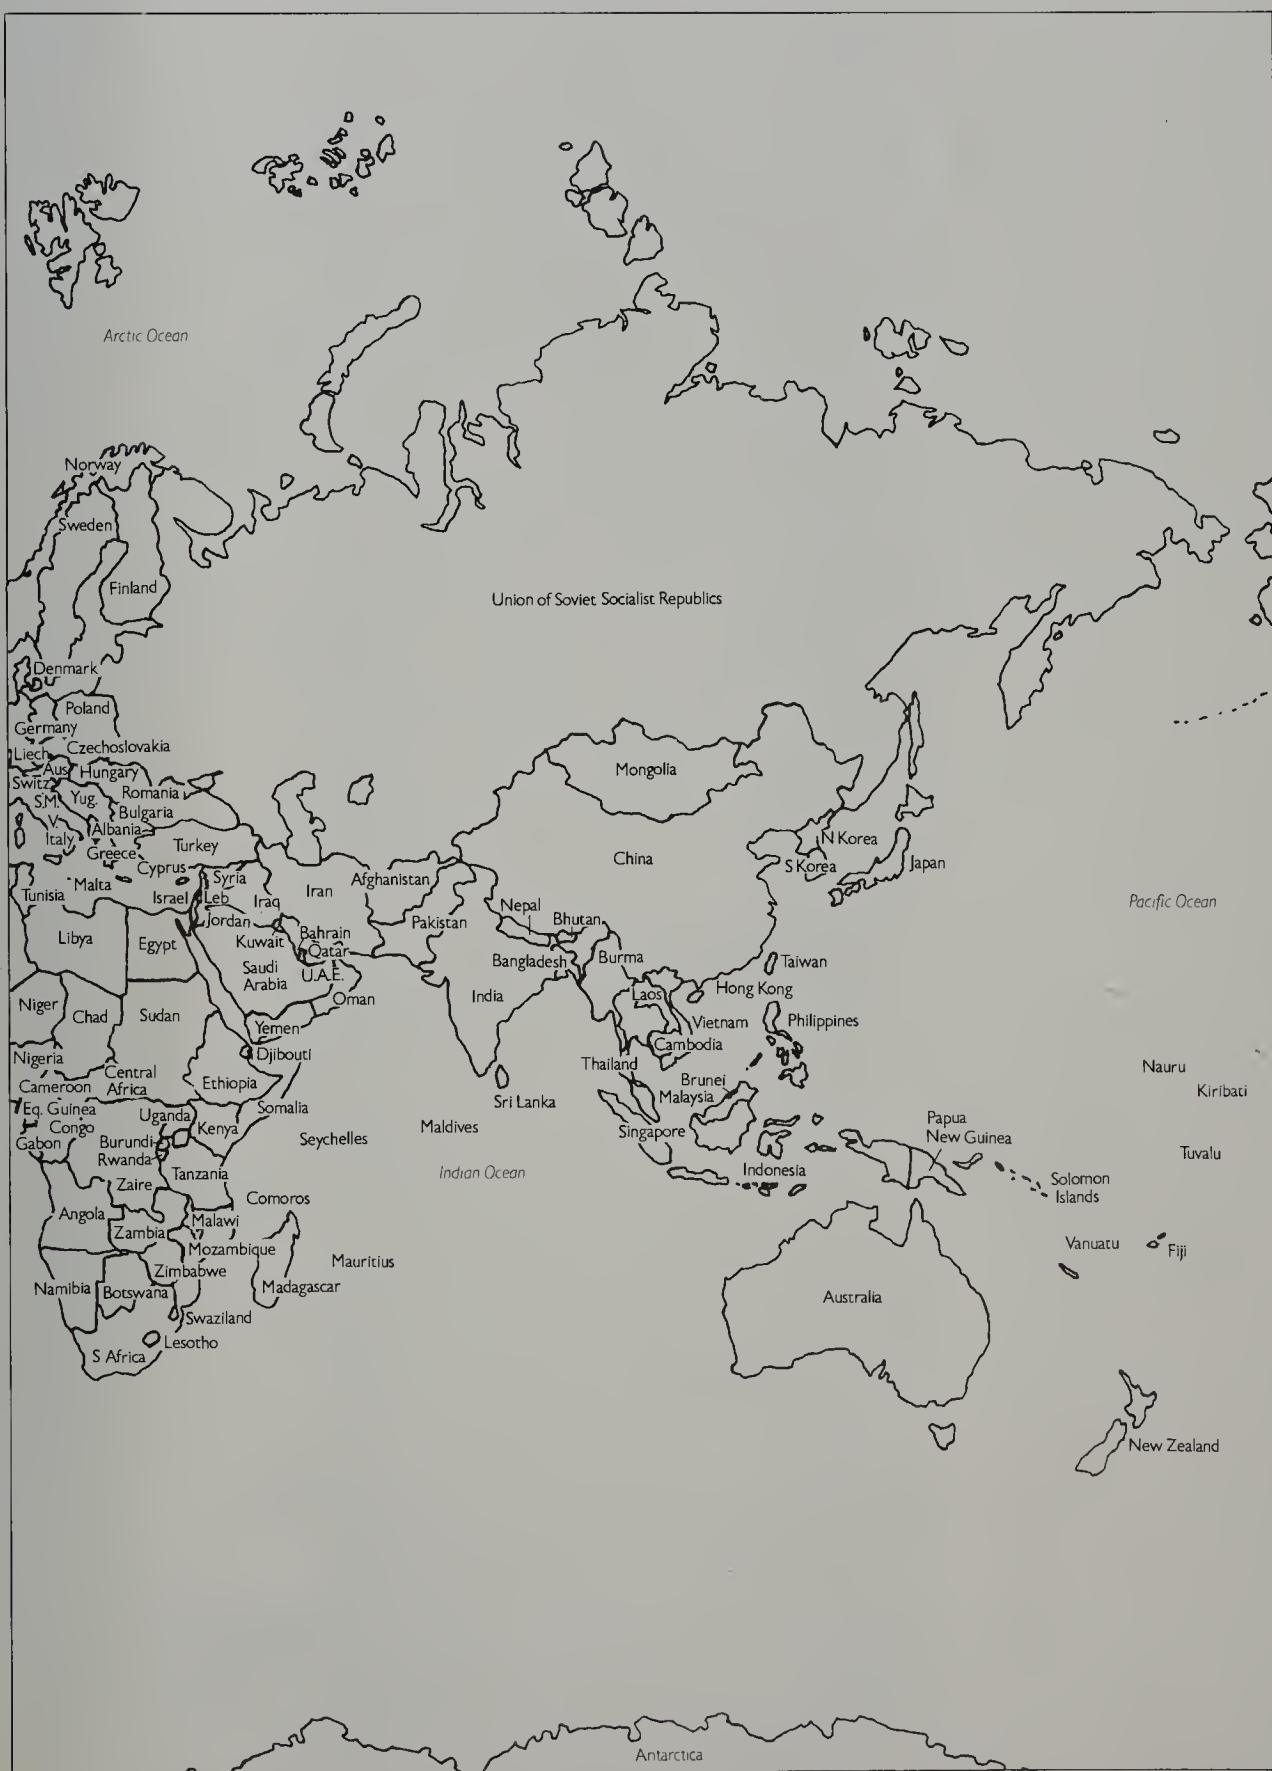 Arctic Ocean
Norway
Sweden
Finland
Union of Soviet Socialist Republics
Denmark
Poland
Germany
Czechoslovakia
Liech
Aus
Hungary
Mongolia
Switz
Romania
S.M.
Yug.
Bulgaria
V.
Albania
Italy
N Korea
Greece
Turkey
China
S Korea
Japan
Cyprus
Syria
Iran
Afghanistan
Malta
Tunisia
Israel
Leb
Iraq
Nepal
Pacific Ocean
Jordan
Pakistan
Bhutan
Libya
Egypt
Kuwait
Bahrain
Qatar
Bangladesh
Burma
Taiwan
Saudi
Arabia
U.A.E.
Hong Kong
India
Laos
Oman
Niger
Chad
Sudan
Vietnam
Philippines
Yemen
Cambodia
Nigeria
Djibouti
Thailand
Nauru
Central
Africa
Cameroon
Ethiopia
Brunei
Malaysia
Kiribati
Sri Lanka
Eq. Guinea
Somalia
Uganda
Papua
New Guinea
Congo
Kenya
Maldives
Singapore
Gabon
Burundi
Seychelles
Rwanda
Tuvalu
Indian Ocean
Indonesia
Tanzania
Zaire
Solomon
Islands
Comoros
Angola
Malawi
Zambia
Vanuatu
Fiji
Mozambique
Mauritius
Zimbabwe
Namibia
Botswana
Madagascar
Australia
Swaziland
Lesotho
S Africa
New Zealand
Antarctica